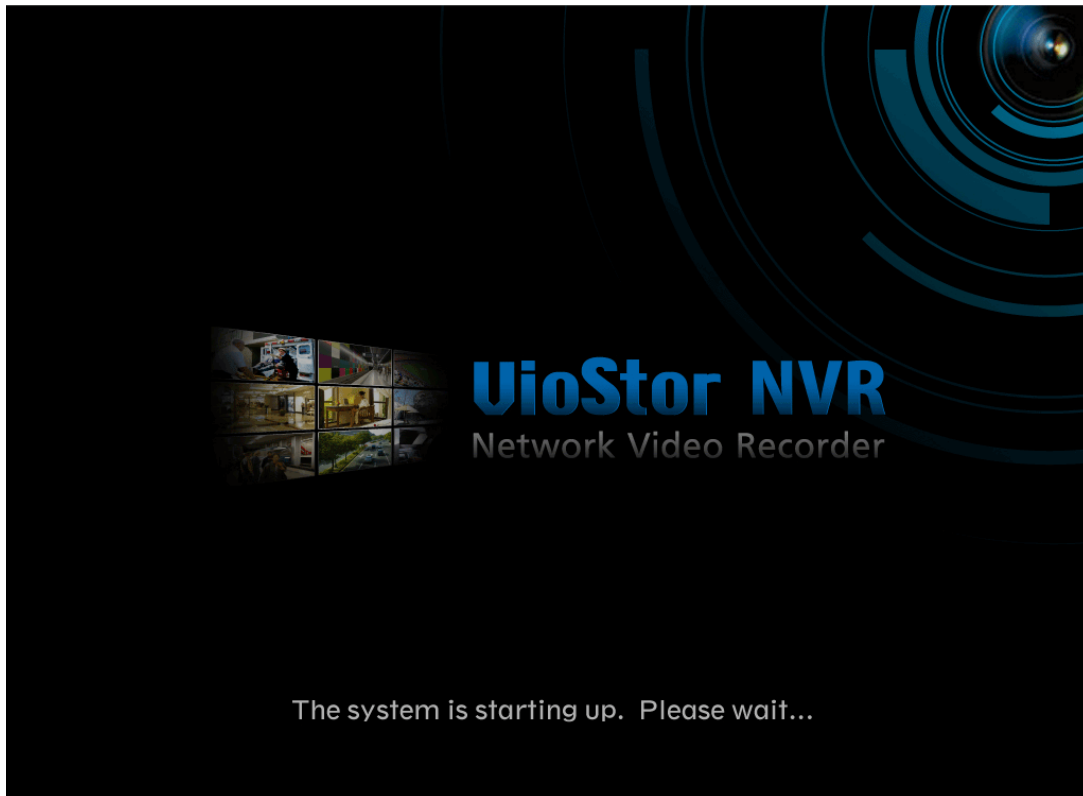 VioStor NVR
Network Video Recorder
The system is starting up. Please wait...